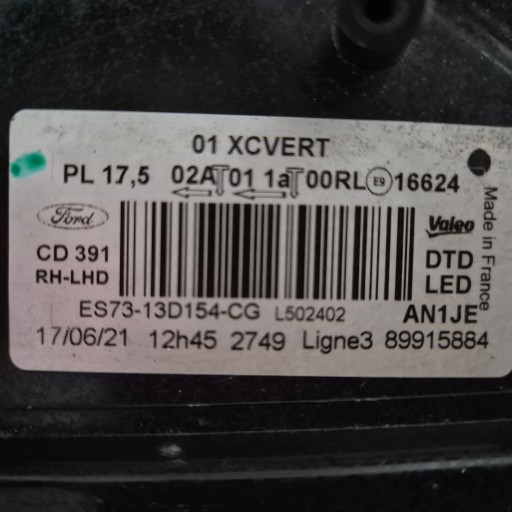 01 XCVERT
PL 17,5 02A 01 1a 00RL E9 16624
Ford
Valeo
Made in France
CD 391
RH-LHD
DTD
LED
ES73-13D154-CG L502402 AN1JE
17/06/21 12h45 2749 Ligne3 89915884